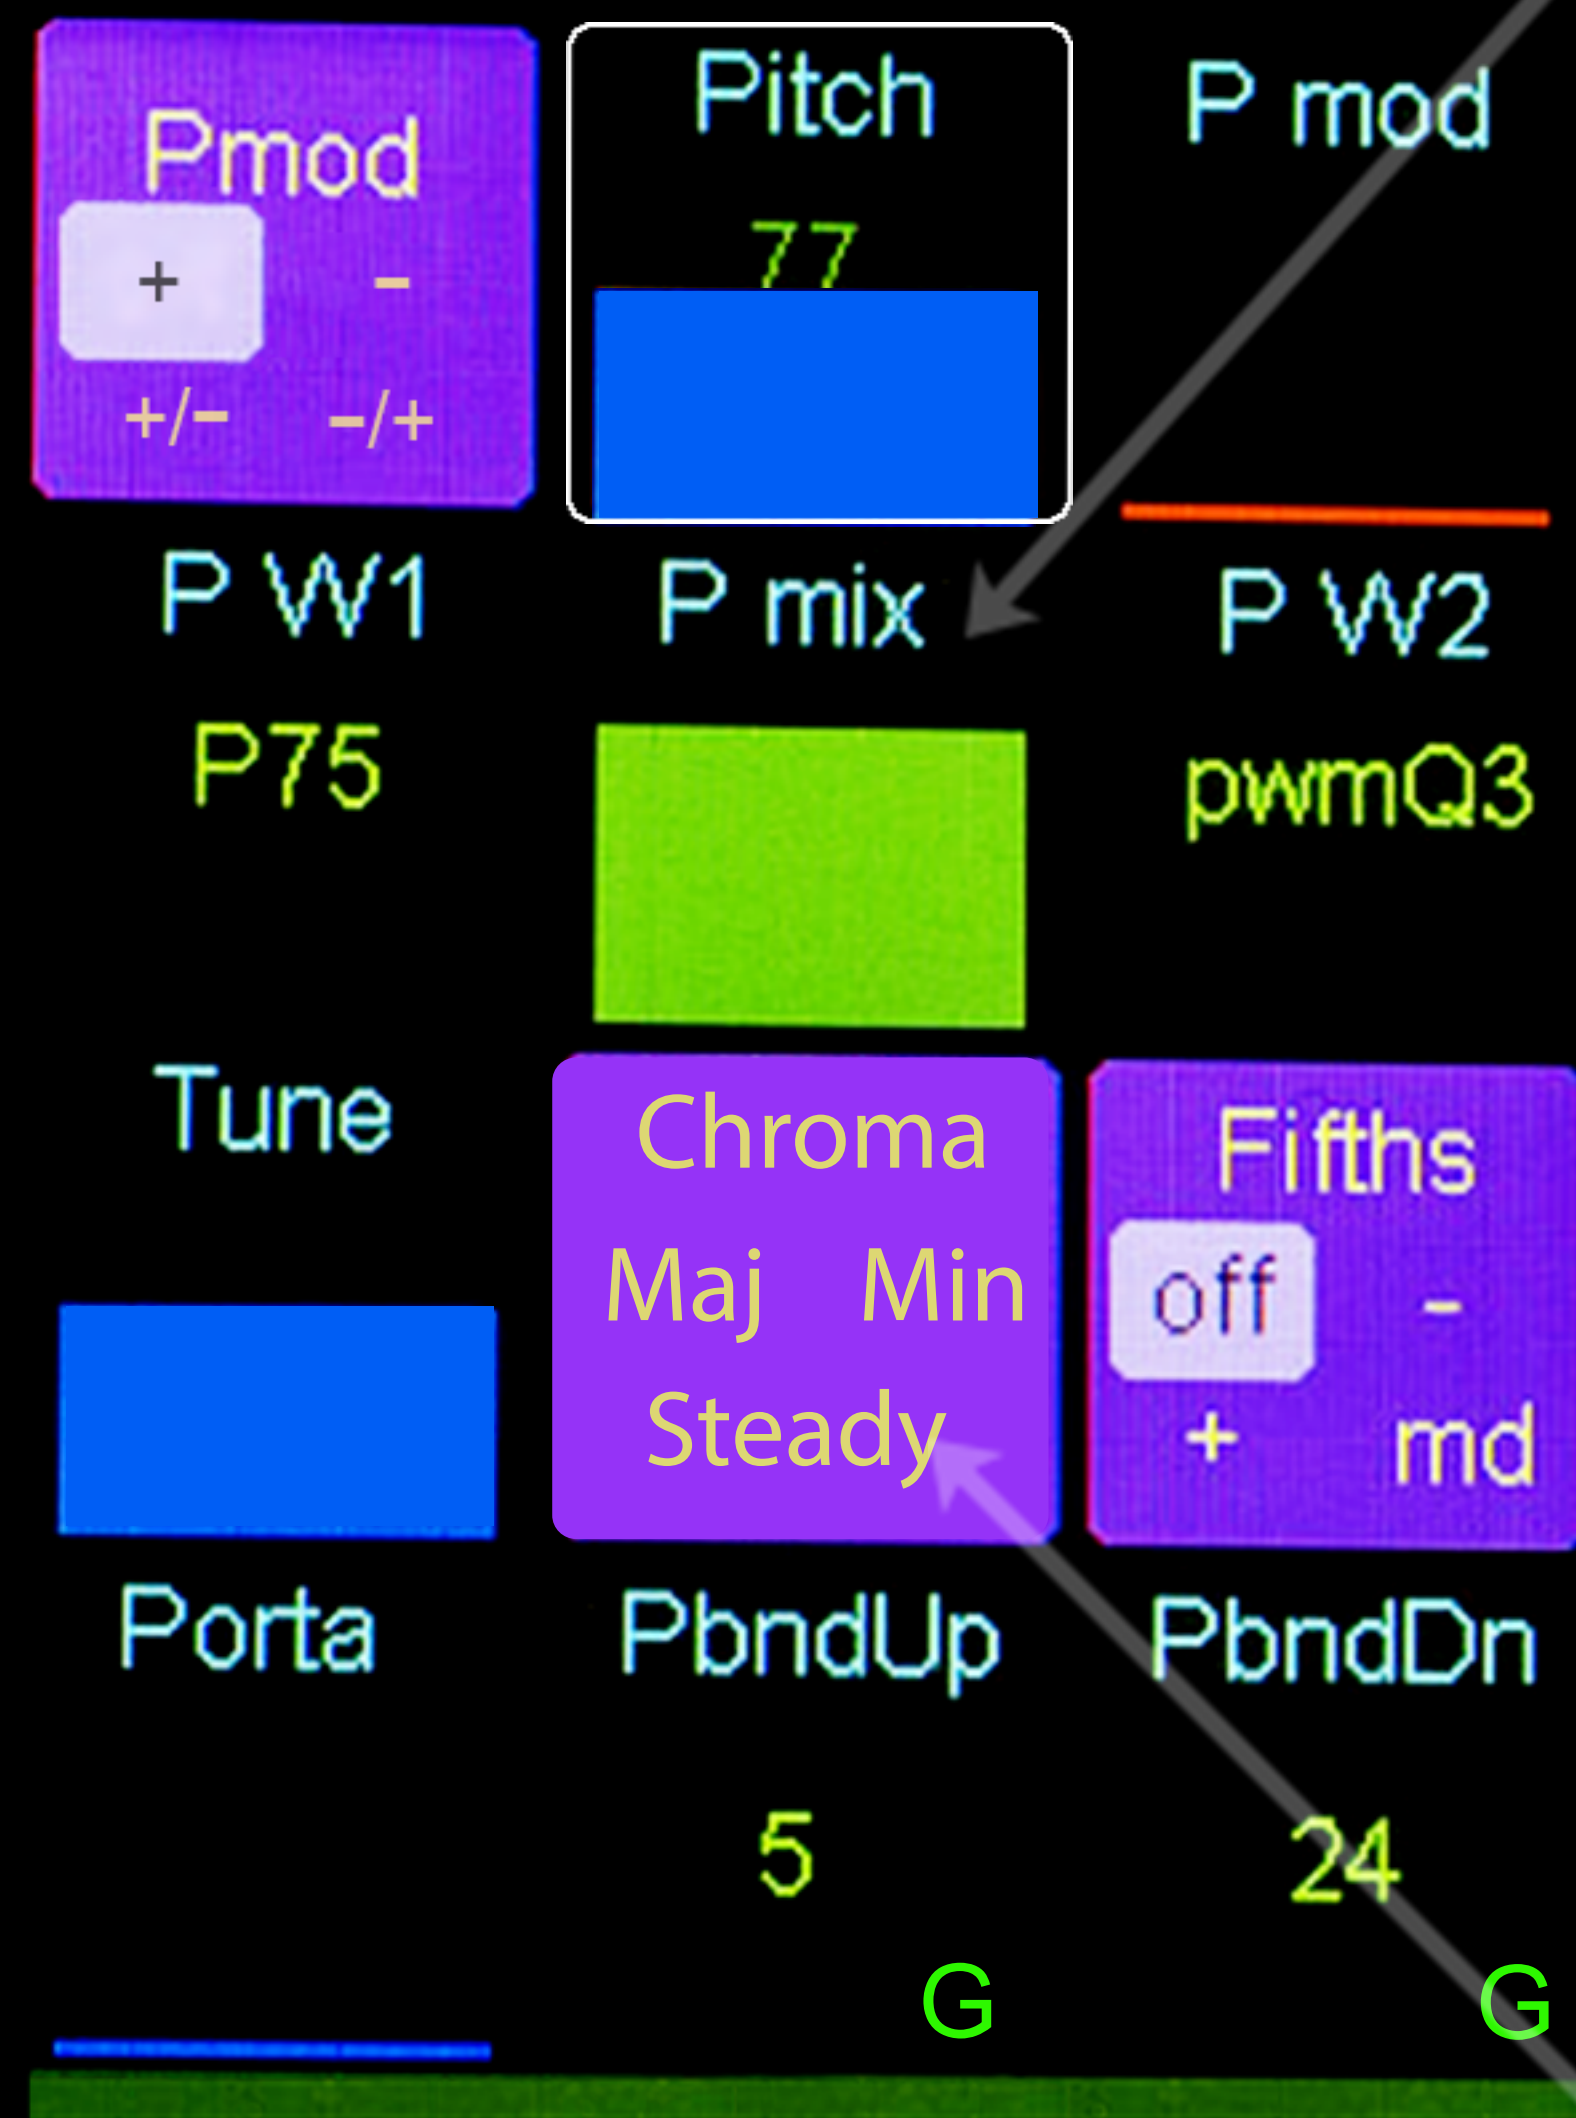 Pmod
+ -
+/- -/+
Pitch
77
P mod
P W1
P75
P mix
P W2
pwmQ3
Tune
Chroma
Maj Min
Steady
Fifths
off -
+ md
Porta
PbndUp
5
G
PbndDn
24
G